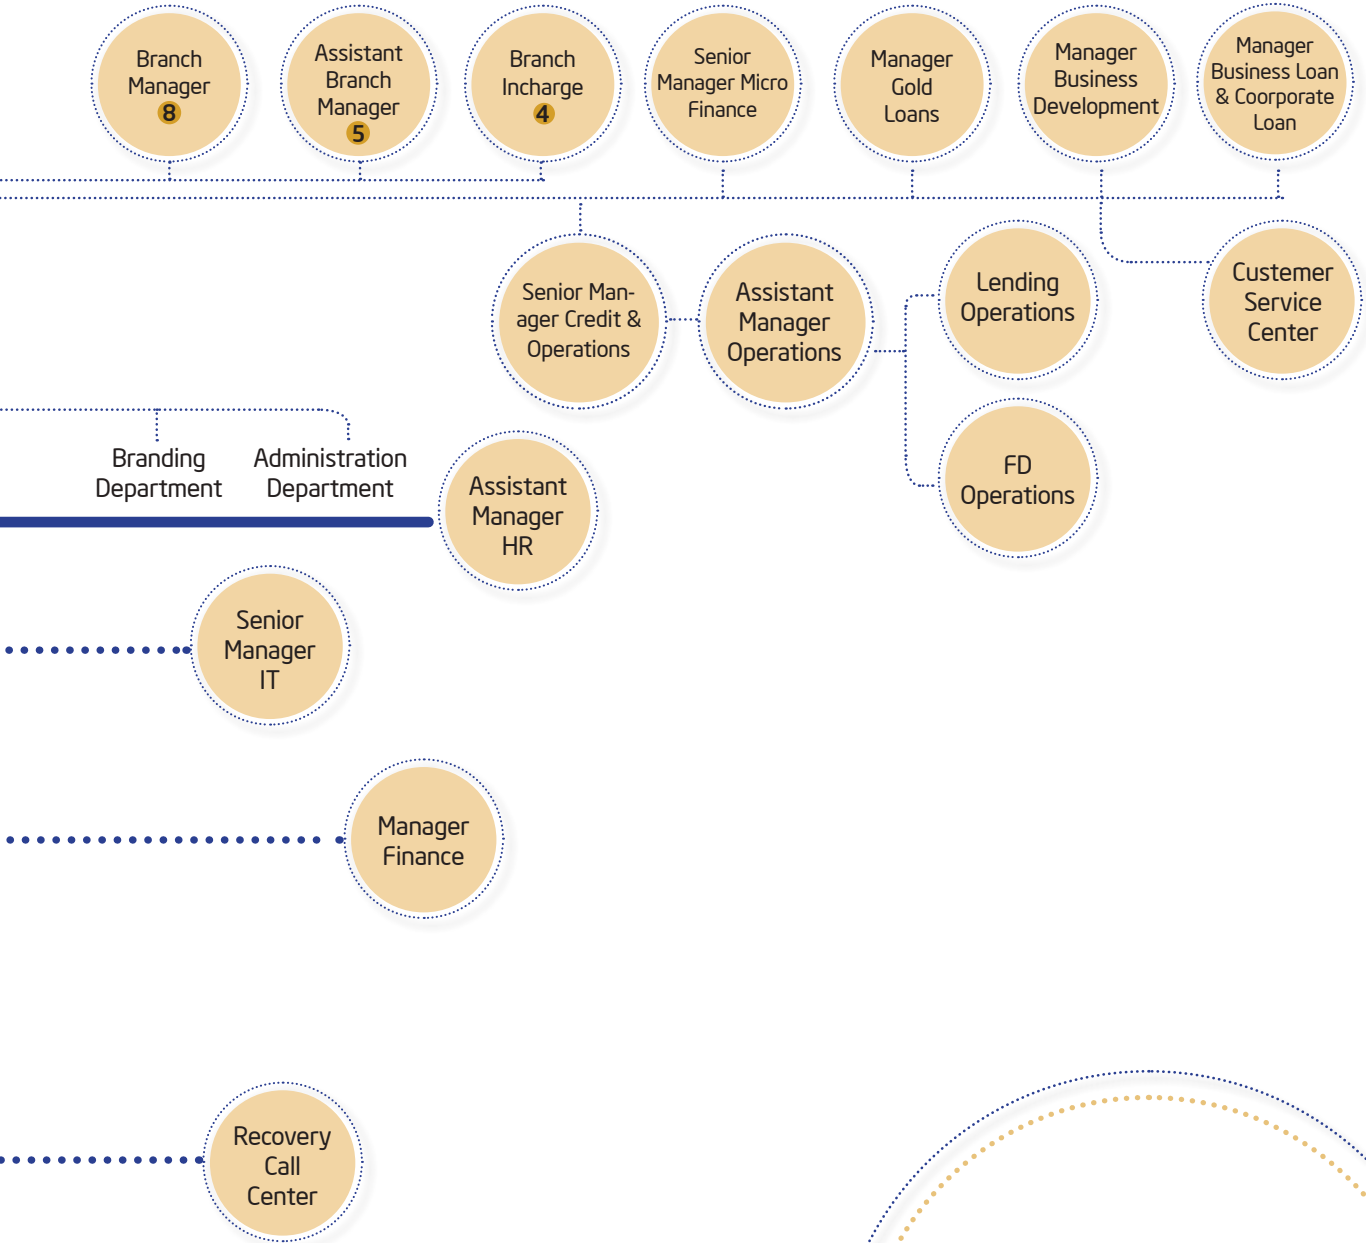 Branch
Manager
8
Assistant
Branch
Manager
5
Branch
Incharge
4
Senior
Manager Micro
Finance
Manager
Gold
Loans
Manager
Business
Development
Manager
Business Loan
& Coorporate
Loan
Senior Man-
ager Credit &
Operations
Assistant
Manager
Operations
Lending
Operations
Custemer
Service
Center
FD
Operations
Branding
Department
Administration
Department
Assistant
Manager
HR
Senior
Manager
IT
Manager
Finance
Recovery
Call
Center